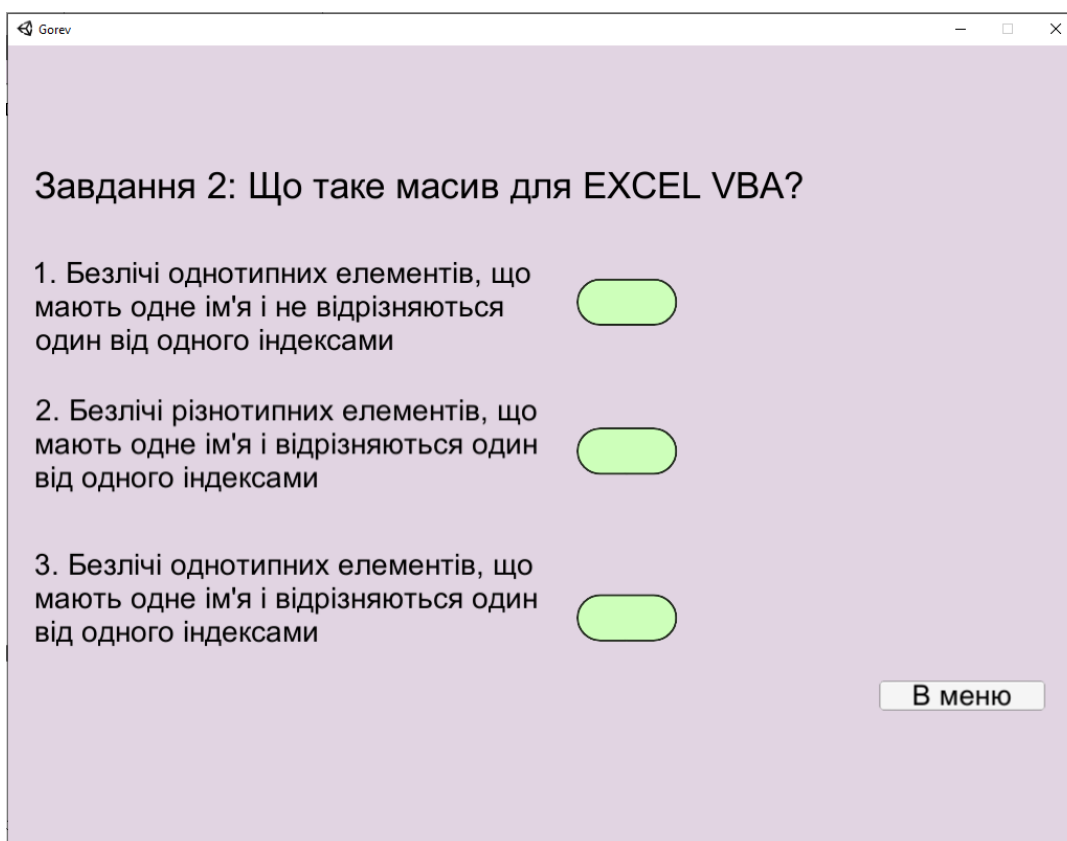 Gorev
Завдання 2: Що таке масив для EXCEL VBA?
1. Безлічі однотипних елементів, що
мають одне ім'я і не відрізняються
один від одного індексами
2. Безлічі різнотипних елементів, що
мають одне ім'я і відрізняються один
від одного індексами
3. Безлічі однотипних елементів, що
мають одне ім'я і відрізняються один
від одного індексами
В меню